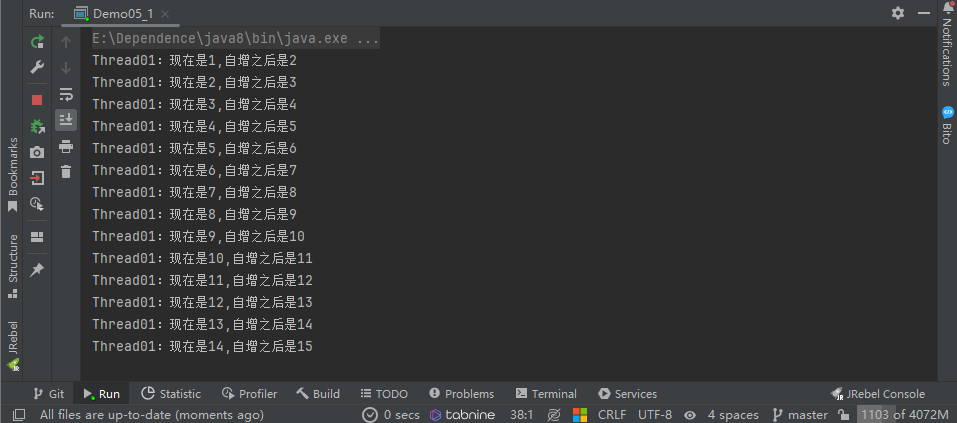 Run: Demo05_1
E:\Dependence\java8\bin\java.exe ...
Thread01：现在是1,自增之后是2
Thread01：现在是2,自增之后是3
Thread01：现在是3,自增之后是4
Thread01：现在是4,自增之后是5
Thread01：现在是5,自增之后是6
Thread01：现在是6,自增之后是7
Thread01：现在是7,自增之后是8
Thread01：现在是8,自增之后是9
Thread01：现在是9,自增之后是10
Thread01：现在是10,自增之后是11
Thread01：现在是11,自增之后是12
Thread01：现在是12,自增之后是13
Thread01：现在是13,自增之后是14
Thread01：现在是14,自增之后是15
Bookmarks
Structure
JRebel
Notifications
Bito
Git Run Statistic Profiler Build TODO Problems Terminal Services JRebel Console
All files are up-to-date (moments ago) 0 secs tabnine 38:1 CRLF UTF-8 4 spaces master 1103 of 4072M